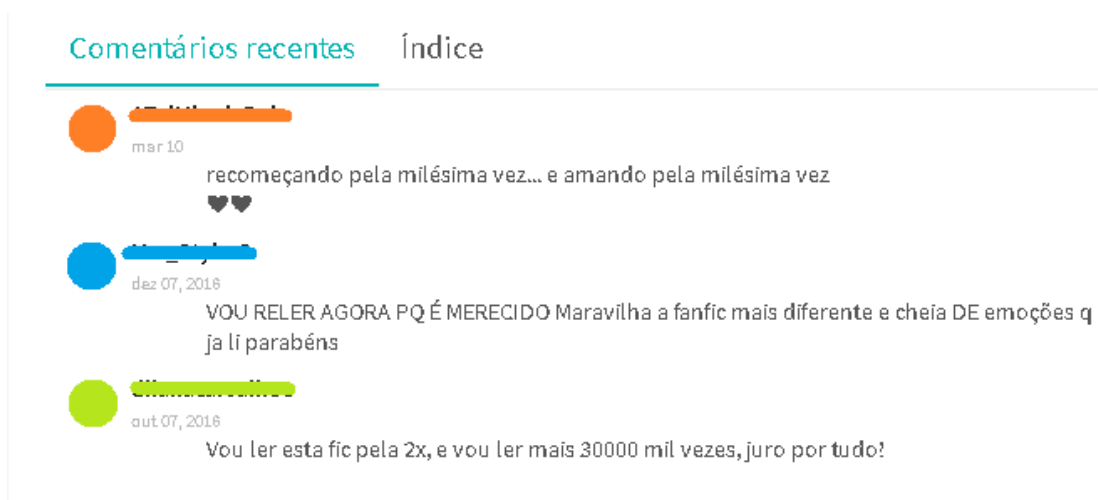 Comentários recentes Índice
mar 10
recomeçando pela milésima vez... e amando pela milésima vez
🖤🖤
dez 07, 2016
VOU RELER AGORA PQ É MERECIDO Maravilha a fanfic mais diferente e cheia DE emoções q
ja li parabéns
out 07, 2016
Vou ler esta fic pela 2x, e vou ler mais 30000 mil vezes, juro por tudo!